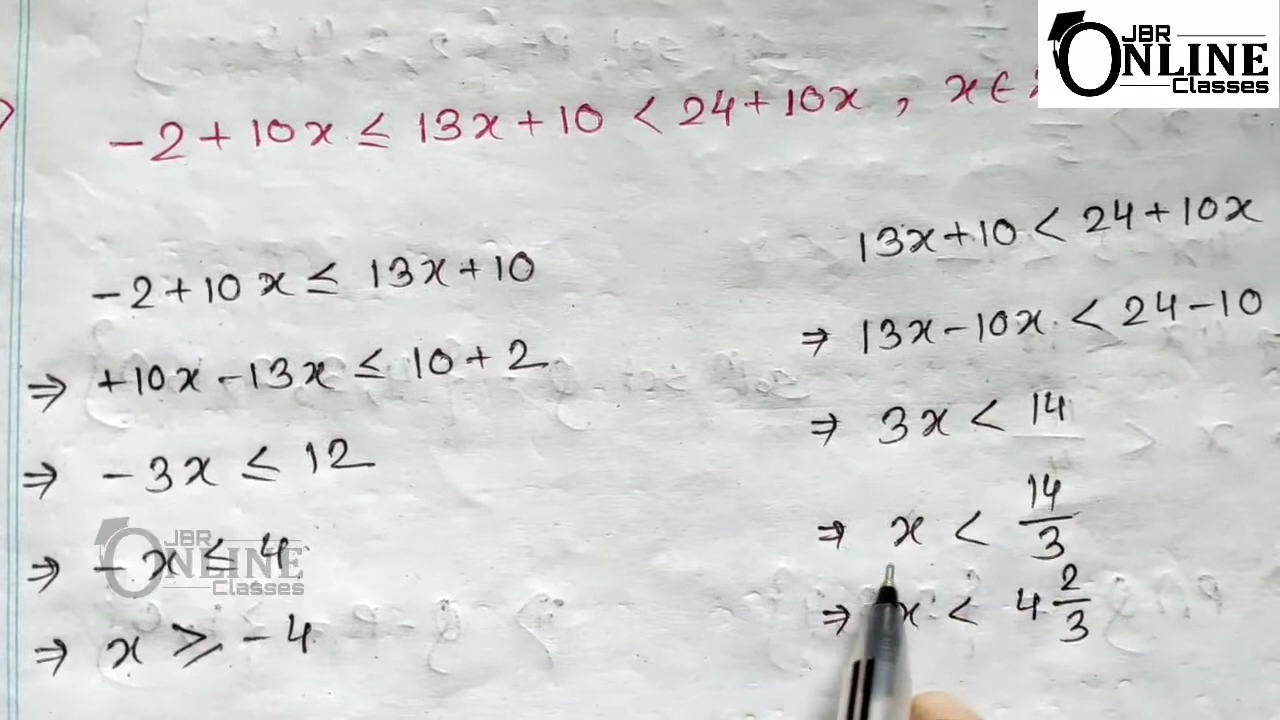 JBR
ONLINE
Classes
-2+10x ≤ 13x+10 < 24+10x , x ∈
-2+10x ≤ 13x+10
⇒ +10x-13x ≤ 10+2
⇒ -3x ≤ 12
⇒ -x ≤ 4
⇒ x ≥ -4
13x+10 < 24+10x
⇒ 13x-10x < 24-10
⇒ 3x < 14
⇒ x < 14/3
⇒ x < 4 2/3
JBR
ONLINE
Classes